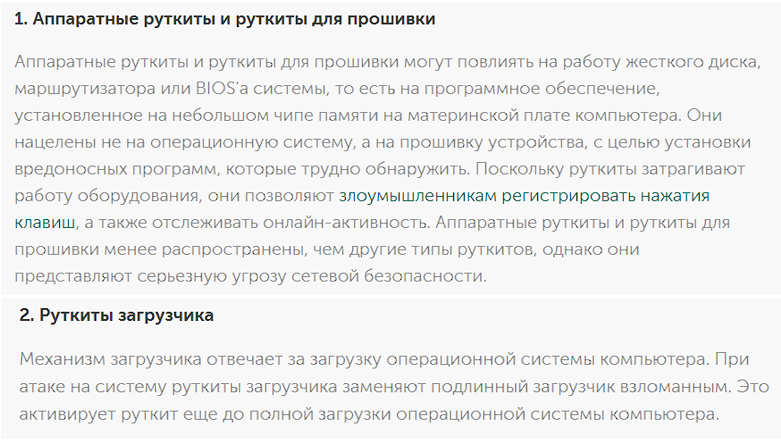 1. Аппаратные руткиты и руткиты для прошивки
Аппаратные руткиты и руткиты для прошивки могут повлиять на работу жесткого диска,
маршрутизатора или BIOS'а системы, то есть на программное обеспечение,
установленное на небольшом чипе памяти на материнской плате компьютера. Они
нацелены не на операционную систему, а на прошивку устройства, с целью установки
вредоносных программ, которые трудно обнаружить. Поскольку руткиты затрагивают
работу оборудования, они позволяют злоумышленникам регистрировать нажатия
клавиш, а также отслеживать онлайн-активность. Аппаратные руткиты и руткиты для
прошивки менее распространены, чем другие типы руткитов, однако они
представляют серьезную угрозу сетевой безопасности.
2. Руткиты загрузчика
Механизм загрузчика отвечает за загрузку операционной системы компьютера. При
атаке на систему руткиты загрузчика заменяют подлинный загрузчик взломанным. Это
активирует руткит еще до полной загрузки операционной системы компьютера.